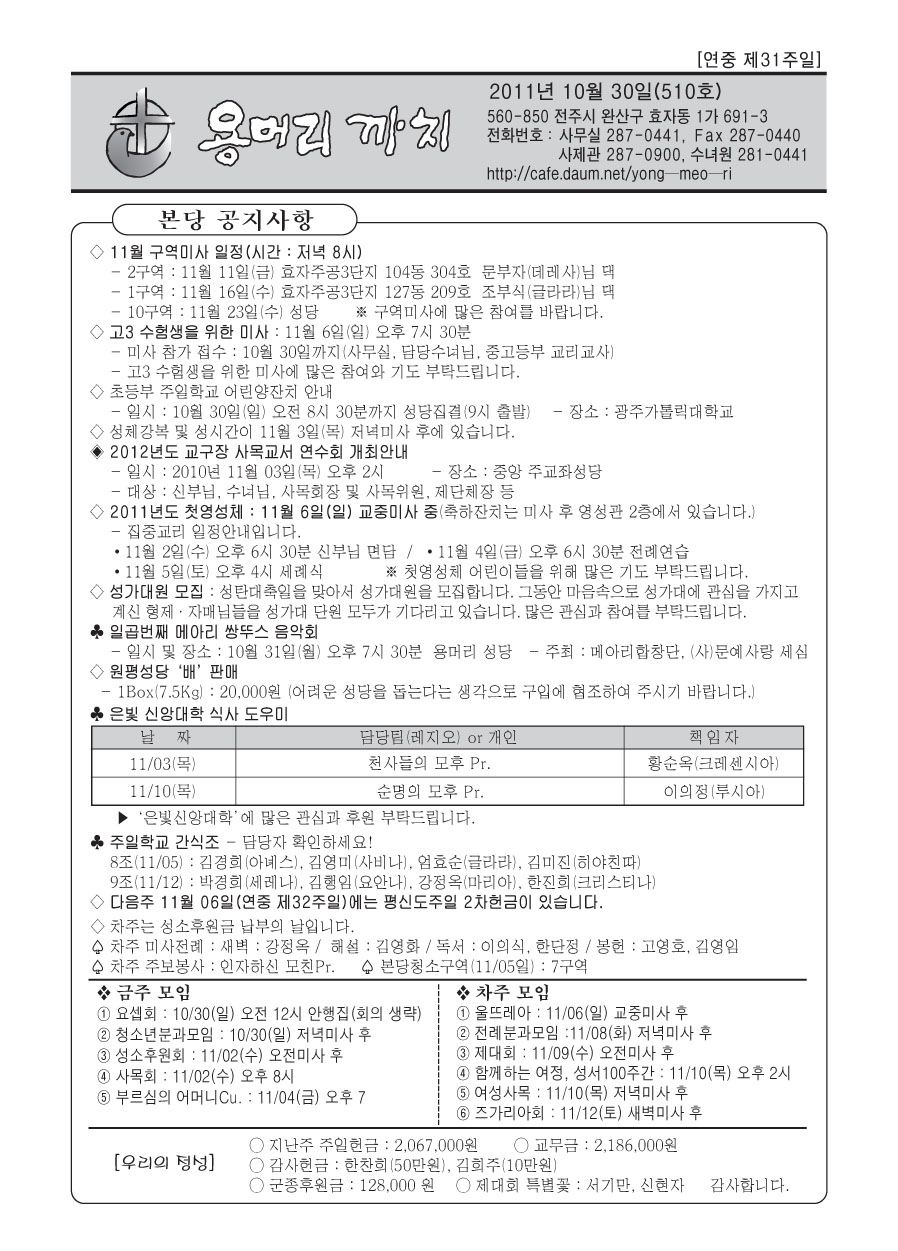 [연중 제31주일]
용머리 까치
2011년 10월 30일(510호)
560-850 전주시 완산구 효자동 1가 691-3
전화번호 : 사무실 287-0441, Fax 287-0440
사제관 287-0900, 수녀원 281-0441
http://cafe.daum.net/yong-meo-ri
본당 공지사항
◇ 11월 구역미사 일정(시간 : 저녁 8시)
- 2구역 : 11월 11일(금) 효자주공3단지 104동 304호 문부자(데레사)님 댁
- 1구역 : 11월 16일(수) 효자주공3단지 127동 209호 조부식(글라라)님 댁
- 10구역 : 11월 23일(수) 성당 ※ 구역미사에 많은 참여를 바랍니다.
◇ 고3 수험생을 위한 미사 : 11월 6일(일) 오후 7시 30분
- 미사 참가 접수 : 10월 30일까지(사무실, 담당수녀님, 중고등부 교리교사)
- 고3 수험생을 위한 미사에 많은 참여와 기도 부탁드립니다.
◇ 초등부 주일학교 어린양잔치 안내
- 일시 : 10월 30일(일) 오전 8시 30분까지 성당집결(9시 출발) - 장소 : 광주가톨릭대학교
◇ 성체강복 및 성시간이 11월 3일(목) 저녁미사 후에 있습니다.
◈ 2012년도 교구장 사목교서 연수회 개최안내
- 일시 : 2010년 11월 03일(목) 오후 2시 - 장소 : 중앙 주교좌성당
- 대상 : 신부님, 수녀님, 사목회장 및 사목위원, 제단체장 등
◇ 2011년도 첫영성체 : 11월 6일(일) 교중미사 중(축하잔치는 미사 후 영성관 2층에서 있습니다.)
- 집중교리 일정안내입니다.
• 11월 2일(수) 오후 6시 30분 신부님 면담 / • 11월 4일(금) 오후 6시 30분 전례연습
• 11월 5일(토) 오후 4시 세례식 ※ 첫영성체 어린이들을 위해 많은 기도 부탁드립니다.
◇ 성가대원 모집 : 성탄대축일을 맞아서 성가대원을 모집합니다. 그동안 마음속으로 성가대에 관심을 가지고
계신 형제·자매님들을 성가대 단원 모두가 기다리고 있습니다. 많은 관심과 참여를 부탁드립니다.
♣ 일곱번째 메아리 쌍뚜스 음악회
- 일시 및 장소 : 10월 31일(월) 오후 7시 30분 용머리 성당 - 주최 : 메아리합창단, (사)문예사랑 세심
◇ 원평성당 ‘배’ 판매
- 1Box(7.5Kg) : 20,000원 (어려운 성당을 돕는다는 생각으로 구입에 협조하여 주시기 바랍니다.)
♣ 은빛 신앙대학 식사 도우미
날 짜 담당팀(레지오) or 개인 책임자
11/03(목) 천사들의 모후 Pr. 황순옥(크레센시아)
11/10(목) 순명의 모후 Pr. 이의정(루시아)
▶ ‘은빛신앙대학’에 많은 관심과 후원 부탁드립니다.
♣ 주일학교 간식조 - 담당자 확인하세요!
8조(11/05) : 김경희(아녜스), 김영미(사비나), 엄효순(글라라), 김미진(히야친따)
9조(11/12) : 박경희(세레나), 김행임(요안나), 강정옥(마리아), 한진희(크리스티나)
◇ 다음주 11월 06일(연중 제32주일)에는 평신도주일 2차헌금이 있습니다.
◇ 차주는 성소후원금 납부의 날입니다.
♤ 차주 미사전례 : 새벽 : 강정옥 / 해설 : 김영화 / 독서 : 이의식, 한단정 / 봉헌 : 고영호, 김영임
♤ 차주 주보봉사 : 인자하신 모친Pr. ♤ 본당청소구역(11/05일) : 7구역
❖ 금주 모임
① 요셉회 : 10/30(일) 오전 12시 안행집(회의 생략)
② 청소년분과모임 : 10/30(일) 저녁미사 후
③ 성소후원회 : 11/02(수) 오전미사 후
④ 사목회 : 11/02(수) 오후 8시
⑤ 부르심의 어머니Cu. : 11/04(금) 오후 7
❖ 차주 모임
① 울뜨레아 : 11/06(일) 교중미사 후
② 전례분과모임 :11/08(화) 저녁미사 후
③ 제대회 : 11/09(수) 오전미사 후
④ 함께하는 여정, 성서100주간 : 11/10(목) 오후 2시
⑤ 여성사목 : 11/10(목) 저녁미사 후
⑥ 즈가리아회 : 11/12(토) 새벽미사 후
[우리의 정성]
○ 지난주 주일헌금 : 2,067,000원 ○ 교무금 : 2,186,000원
○ 감사헌금 : 한찬희(50만원), 김희주(10만원)
○ 군종후원금 : 128,000 원 ○ 제대회 특별꽃 : 서기만, 신현자 감사합니다.